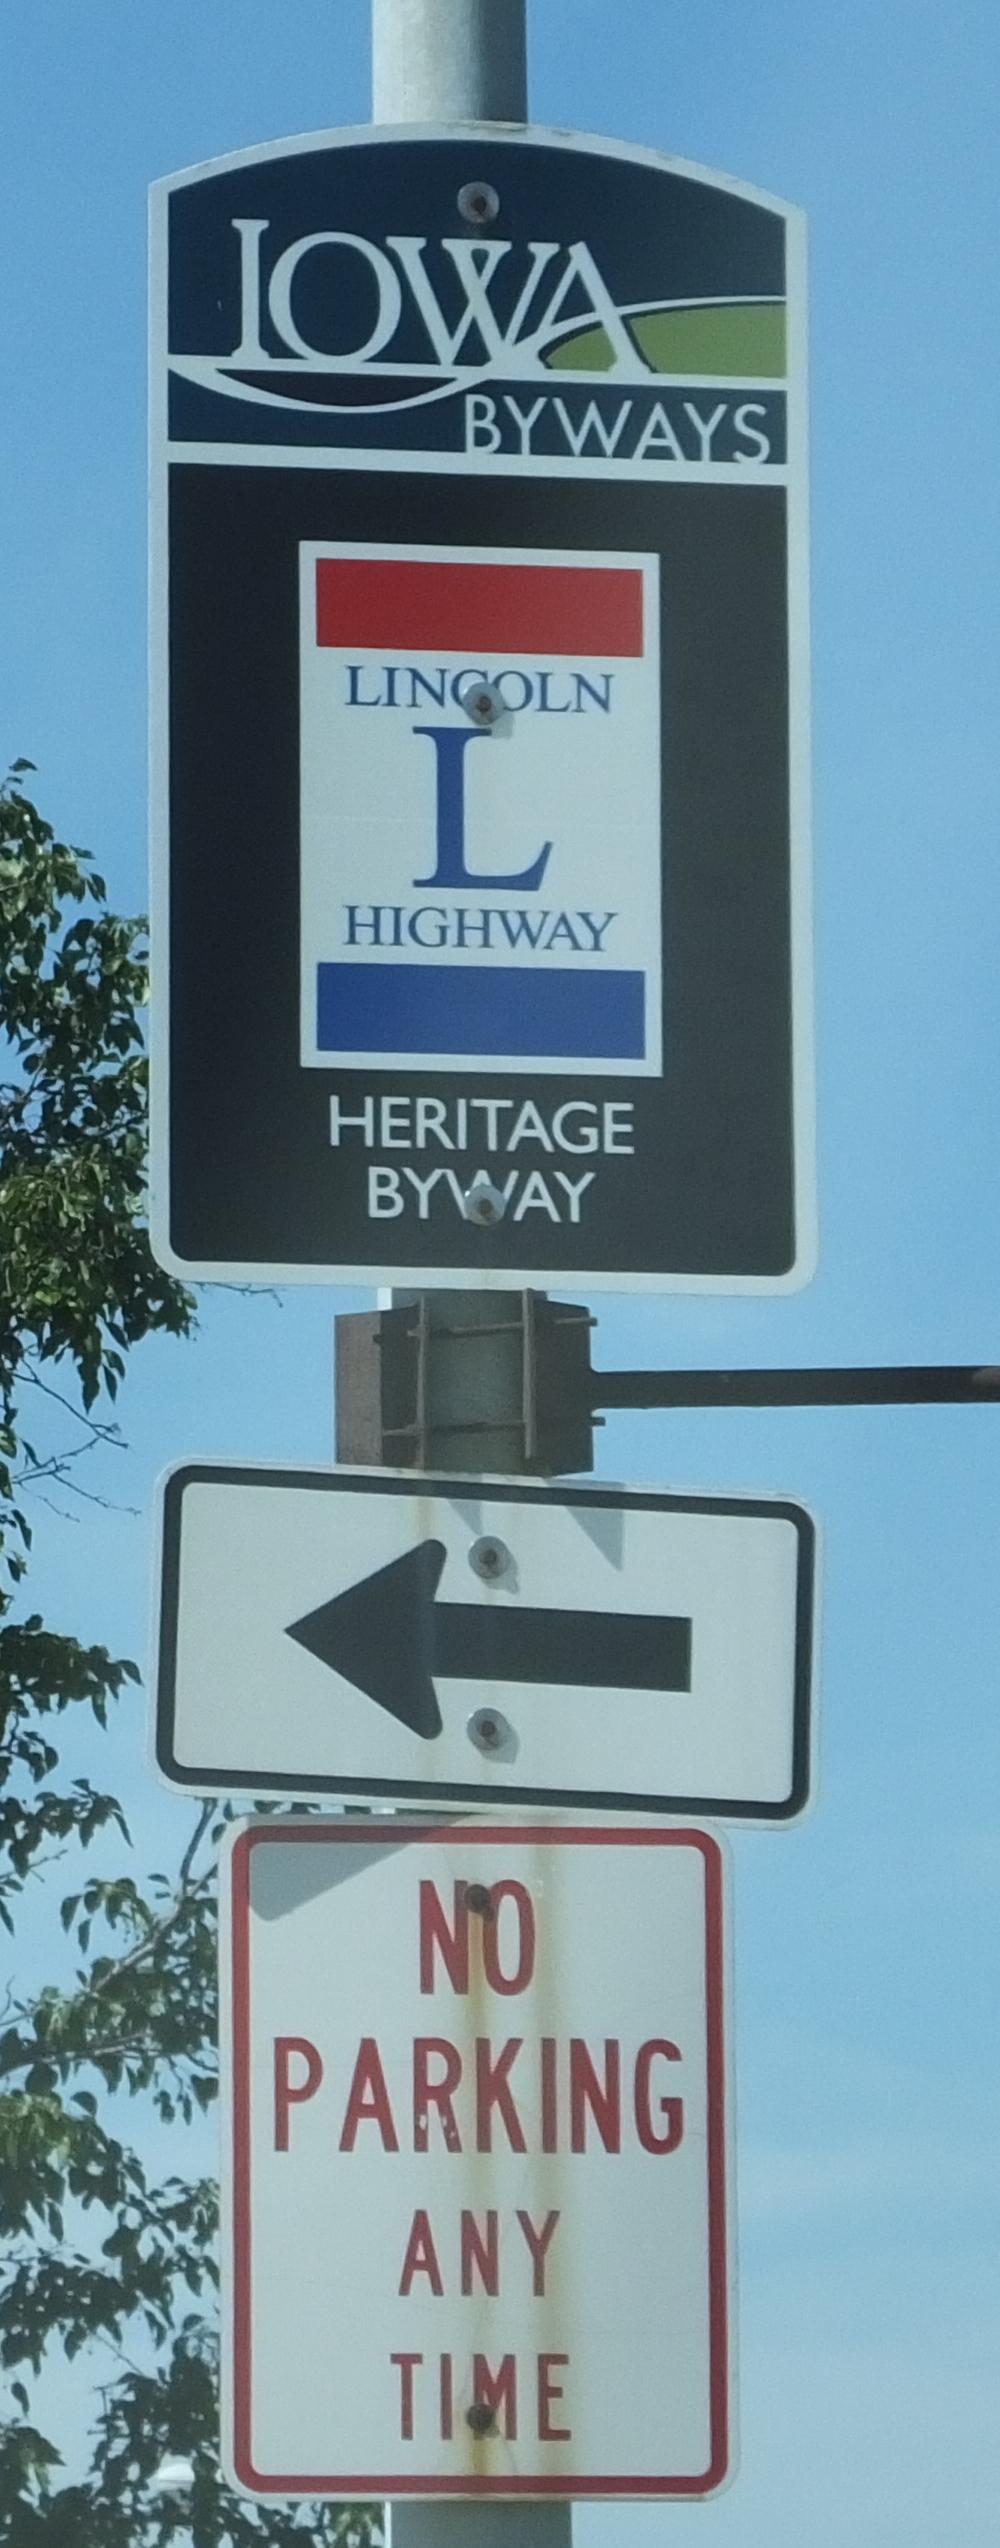 IOWA
BYWAYS
LINCOLN
L
HIGHWAY
HERITAGE
BYWAY
NO
PARKING
ANY
TIME